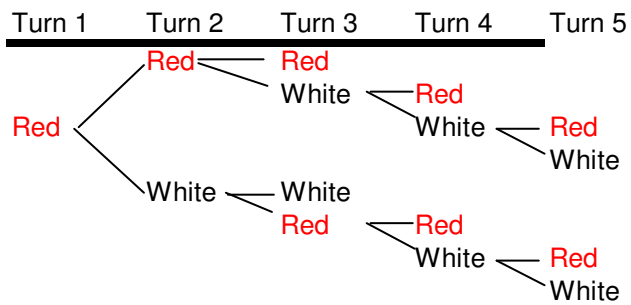 Turn 1 Turn 2 Turn 3 Turn 4 Turn 5
Red Red
White Red
Red White Red
White
White White
Red Red
White Red
White